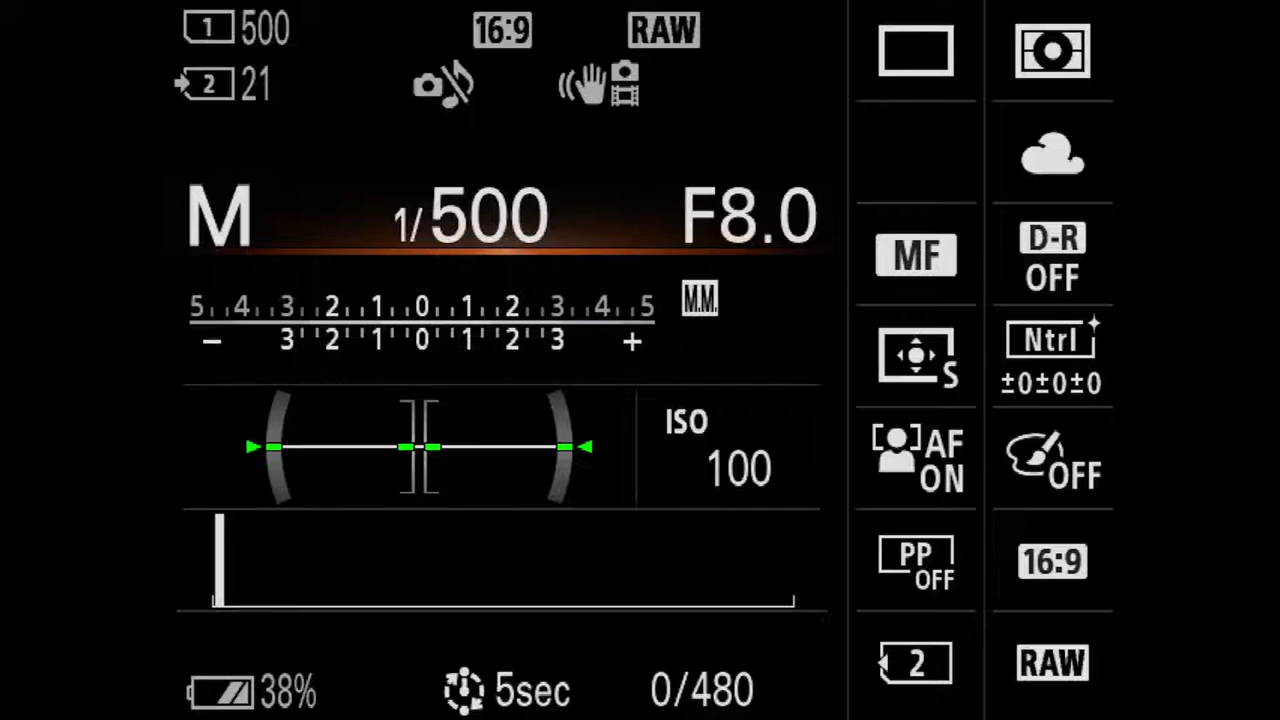 1 500
16:9
RAW
2 21
M 1/500 F8.0
5 4 3 2 1 0 1 2 3 4 5
M.M.
− 3 2 1 0 1 2 3 +
ISO
100
38%
5sec
0/480
MF
D-R
OFF
S
Ntrl
±0±0±0
AF
ON
OFF
PP
OFF
16:9
2
RAW